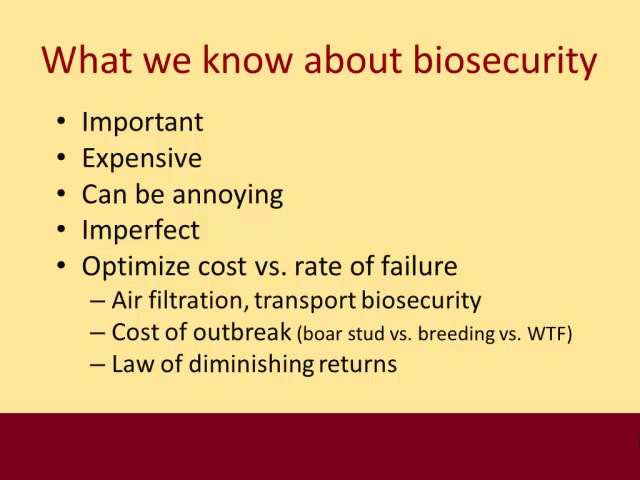 What we know about biosecurity
• Important
• Expensive
• Can be annoying
• Imperfect
• Optimize cost vs. rate of failure
– Air filtration, transport biosecurity
– Cost of outbreak (boar stud vs. breeding vs. WTF)
– Law of diminishing returns